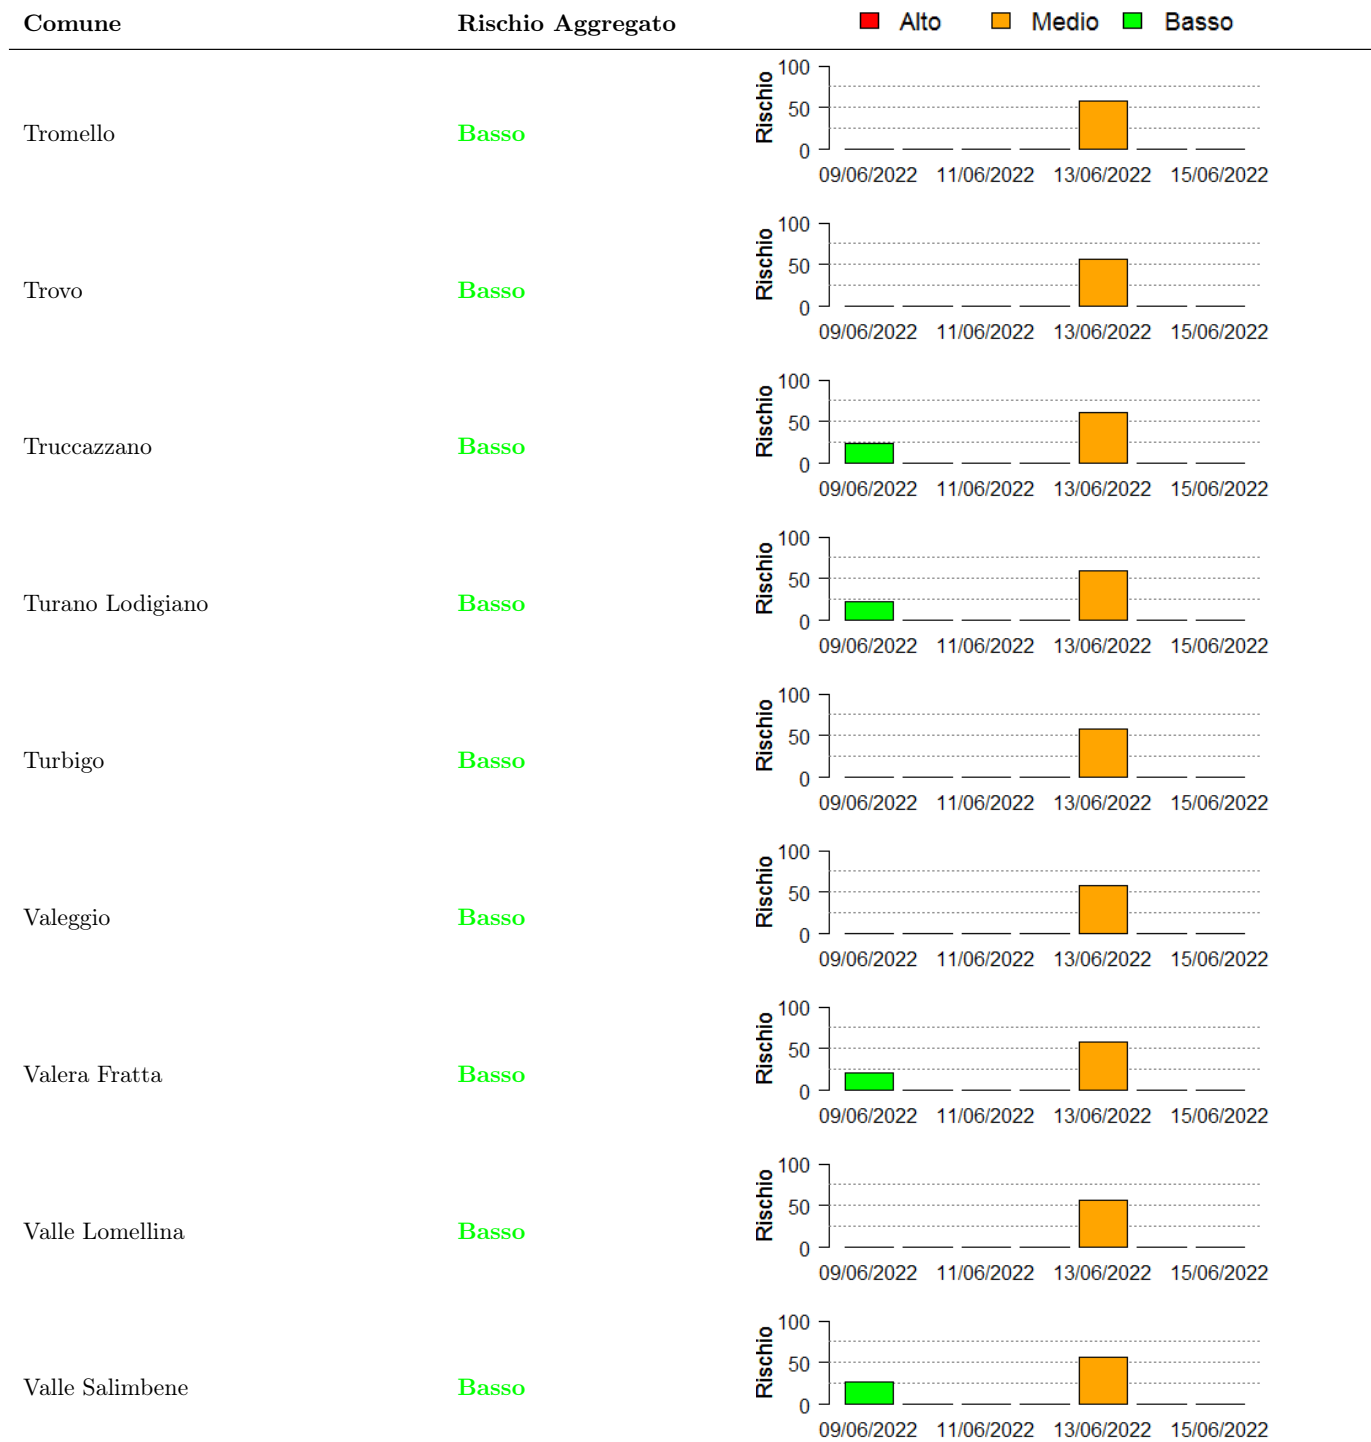 Comune Rischio Aggregato Alto Medio Basso
100
50
0
Rischio
Tromello Basso
09/06/2022 11/06/2022 13/06/2022 15/06/2022
100
50
0
Rischio
Trovo Basso
09/06/2022 11/06/2022 13/06/2022 15/06/2022
100
50
0
Rischio
Truccazzano Basso
09/06/2022 11/06/2022 13/06/2022 15/06/2022
100
50
0
Rischio
Turano Lodigiano Basso
09/06/2022 11/06/2022 13/06/2022 15/06/2022
100
50
0
Rischio
Turbigo Basso
09/06/2022 11/06/2022 13/06/2022 15/06/2022
100
50
0
Rischio
Valeggio Basso
09/06/2022 11/06/2022 13/06/2022 15/06/2022
100
50
0
Rischio
Valera Fratta Basso
09/06/2022 11/06/2022 13/06/2022 15/06/2022
100
50
0
Rischio
Valle Lomellina Basso
09/06/2022 11/06/2022 13/06/2022 15/06/2022
100
50
0
Rischio
Valle Salimbene Basso
09/06/2022 11/06/2022 13/06/2022 15/06/2022